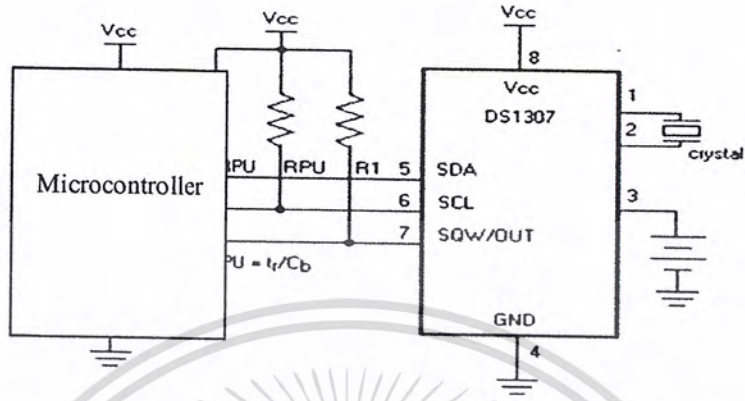 Vcc
Vcc
Vcc
8
Vcc
DS1307
1
2
crystal
Microcontroller
RPU RPU R1 5 SDA
6 SCL
3
7 SQW/OUT
PU = tr/Cb
GND
4